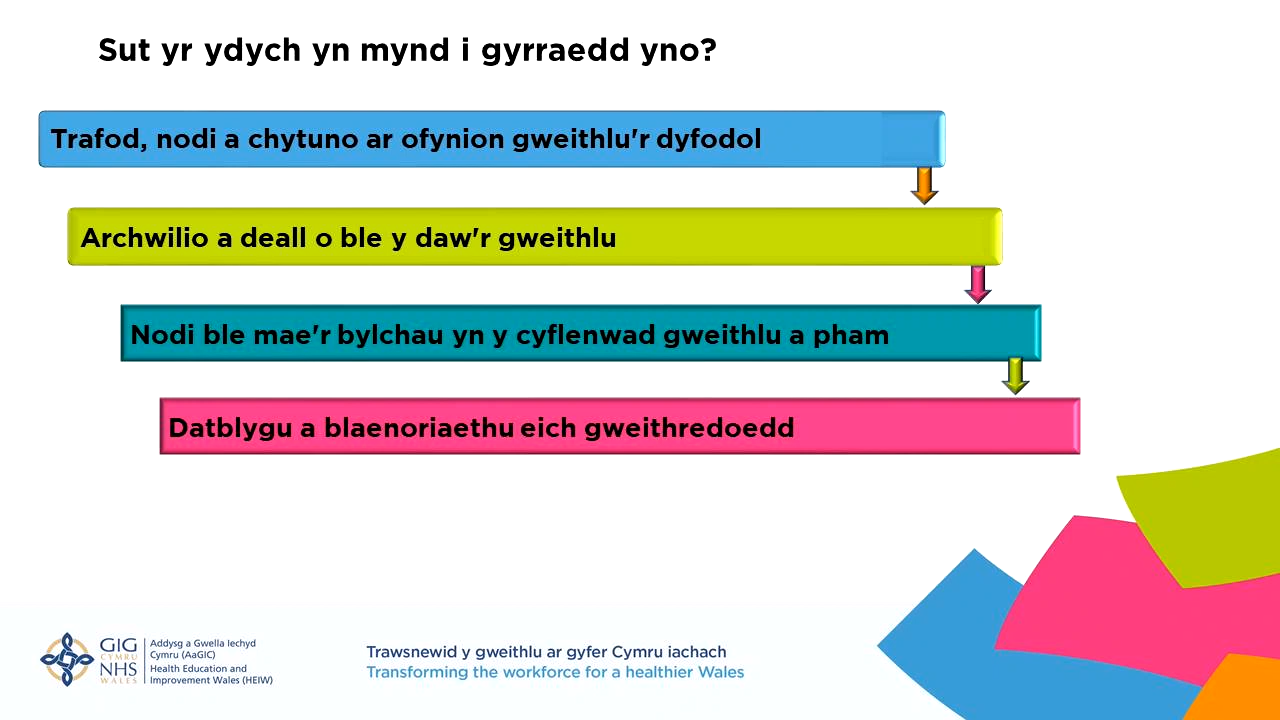 Sut yr ydych yn mynd i gyrraedd yno?
Trafod, nodi a chytuno ar ofynion gweithlu'r dyfodol
Archwilio a deall o ble y daw'r gweithlu
Nodi ble mae'r bylchau yn y cyflenwad gweithlu a pham
Datblygu a blaenoriaethu eich gweithredoedd
GIG
CYMRU
NHS
WALES
Addysg a Gwella Iechyd
Cymru (AaGIC)
Health Education and
Improvement Wales (HEIW)
Trawsnewid y gweithlu ar gyfer Cymru iachach
Transforming the workforce for a healthier Wales